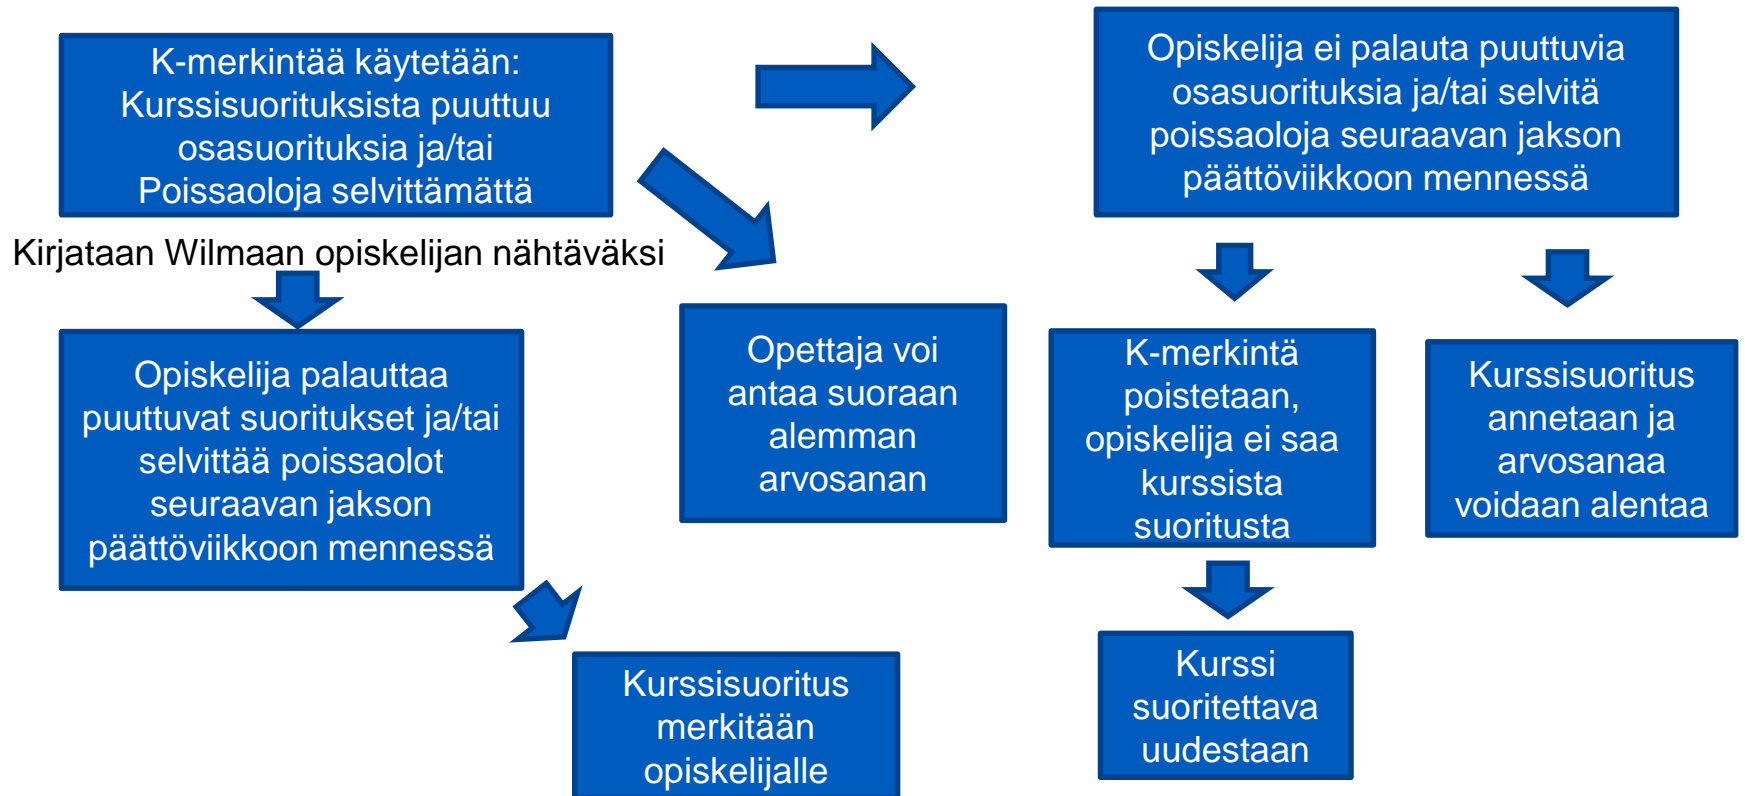 K-merkintää käytetään:
Kurssisuorituksista puuttuu
osasuorituksia ja/tai
Poissaoloja selvittämättä
Kirjataan Wilmaan opiskelijan nähtäväksi
Opiskelija palauttaa
puuttuvat suoritukset ja/tai
selvittää poissaolot
seuraavan jakson
päättöviikkoon mennessä
Kurssisuoritus
merkitään
opiskelijalle
Opettaja voi
antaa suoraan
alemman
arvosanan
Opiskelija ei palauta puuttuvia
osasuorituksia ja/tai selvitä
poissaoloja seuraavan jakson
päättöviikkoon mennessä
K-merkintä
poistetaan,
opiskelija ei saa
kurssista
suoritusta
Kurssi
suoritettava
uudestaan
Kurssisuoritus
annetaan ja
arvosanaa
voidaan alentaa